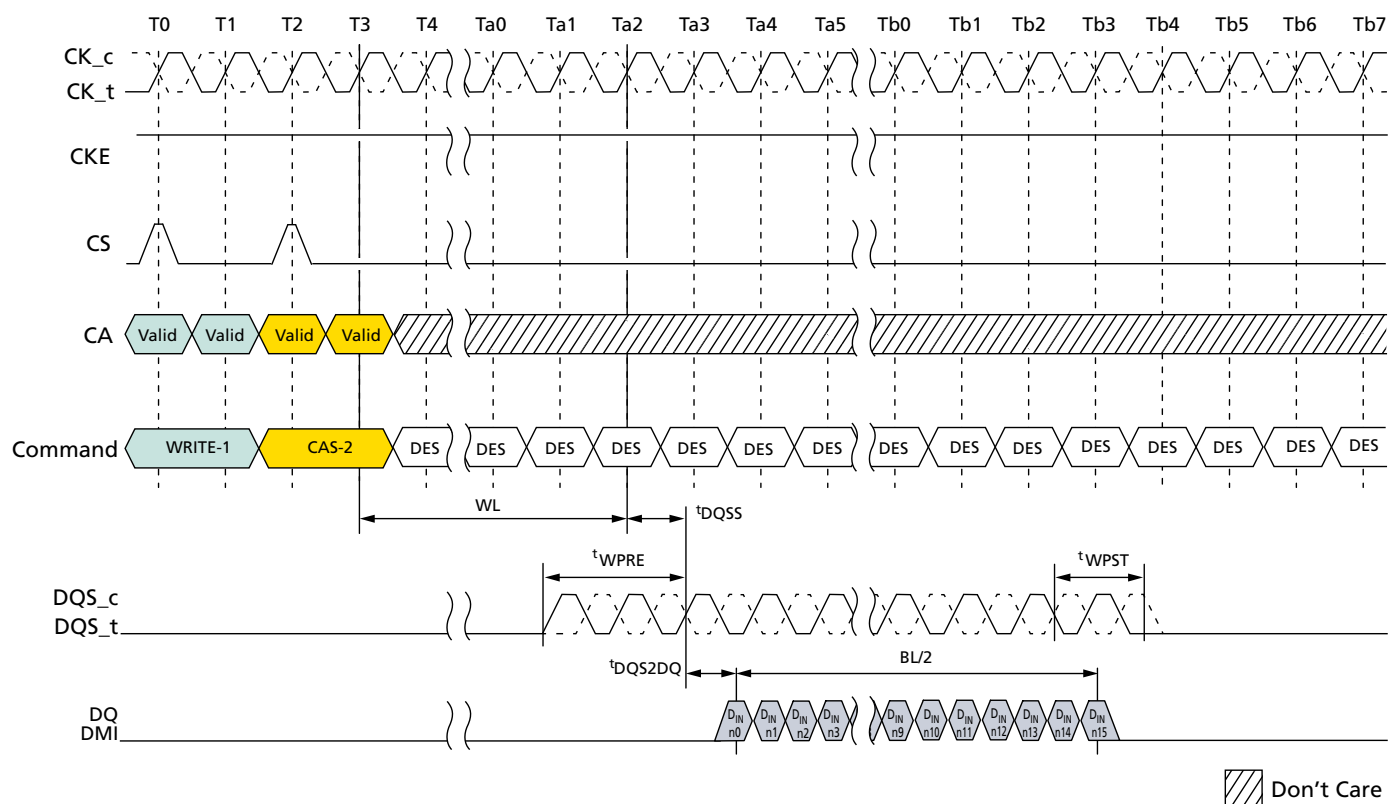 T0 T1 T2 T3 T4 Ta0 Ta1 Ta2 Ta3 Ta4 Ta5 Tb0 Tb1 Tb2 Tb3 Tb4 Tb5 Tb6 Tb7
CK_c
CK_t
CKE
CS
CA Valid Valid Valid Valid
Command WRITE-1 CAS-2 DES DES DES DES DES DES DES DES DES DES DES DES DES DES DES
WL tDQSS
tWPRE tWPST
DQS_c
DQS_t
tDQS2DQ BL/2
DQ
DMI
DIN DIN DIN DIN DIN DIN DIN DIN DIN DIN DIN
n0 n1 n2 n3 n9 n10 n11 n12 n13 n14 n15
Don't Care